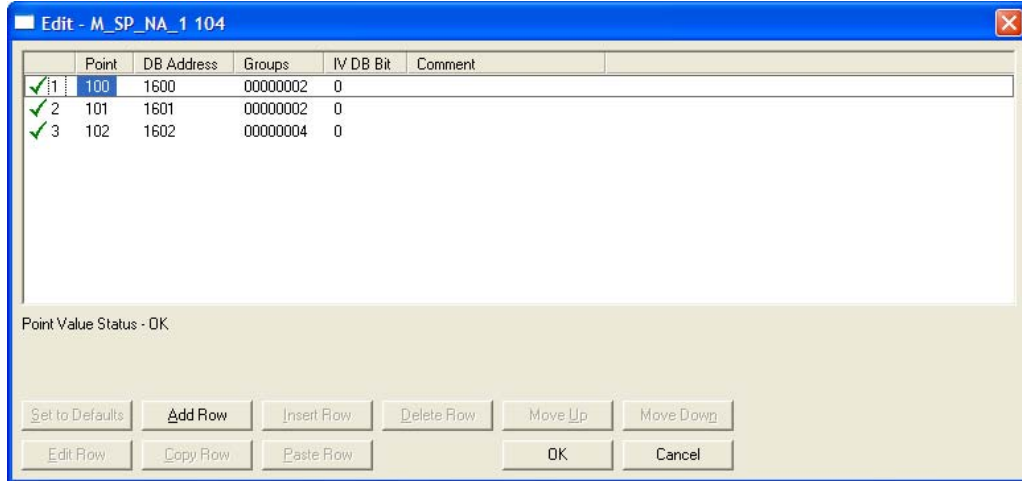 Edit - M_SP_NA_1 104
Point DB Address Groups IV DB Bit Comment
1 100 1600 00000002 0
2 101 1601 00000002 0
3 102 1602 00000004 0
Point Value Status - OK
Set to Defaults Add Row Insert Row Delete Row Move Up Move Down
Edit Row Copy Row Paste Row OK Cancel